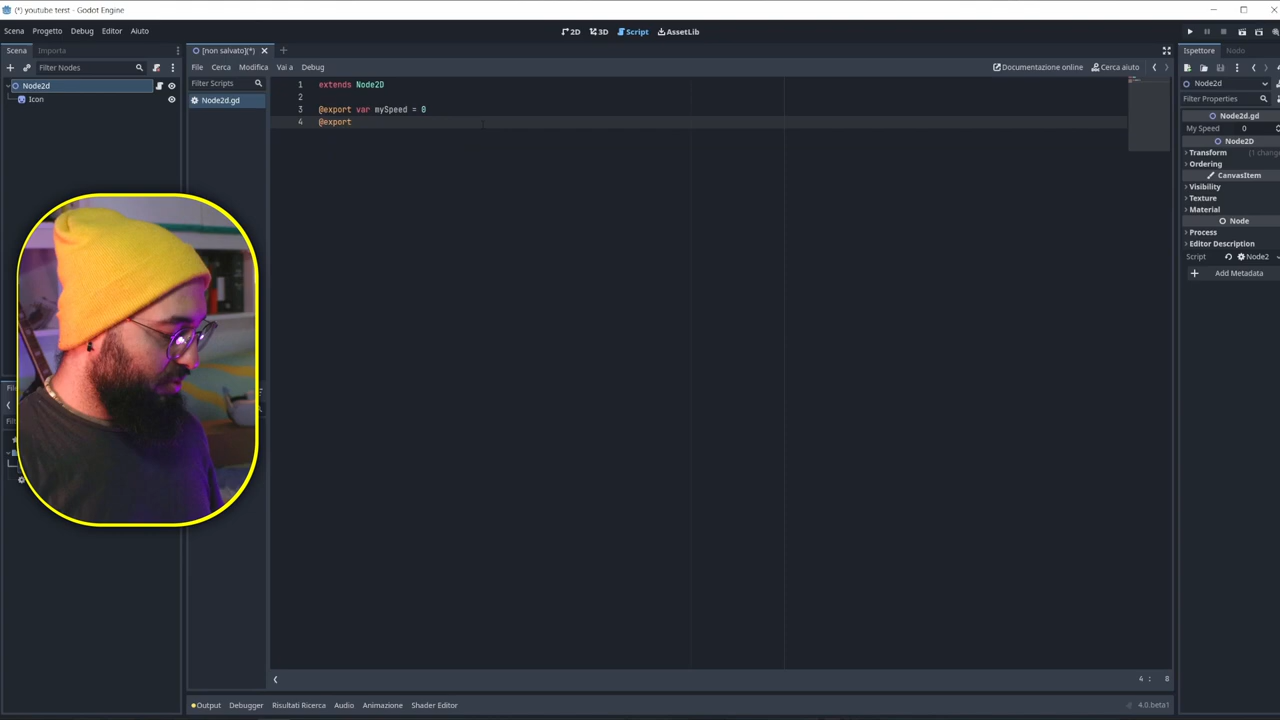 (*) youtube terst - Godot Engine
Scena Progetto Debug Editor Aiuto
2D 3D Script AssetLib
Scena Importa
[non salvato](*)
Ispettore Nodo
Filter Nodes
File Cerca Modifica Vai a Debug
Documentazione online Cerca aiuto
Node2d
Icon
Filter Scripts
Node2d.gd
1 extends Node2D
2
3 @export var mySpeed = 0
4 @export
Node2d
Filter Properties
Node2d.gd
My Speed 0
Node2D
Transform (1 chang
Ordering
CanvasItem
Visibility
Texture
Material
Node
Process
Editor Description
Script Node2
Add Metadata
4 : 8
Output Debugger Risultati Ricerca Audio Animazione Shader Editor
4.0.beta1